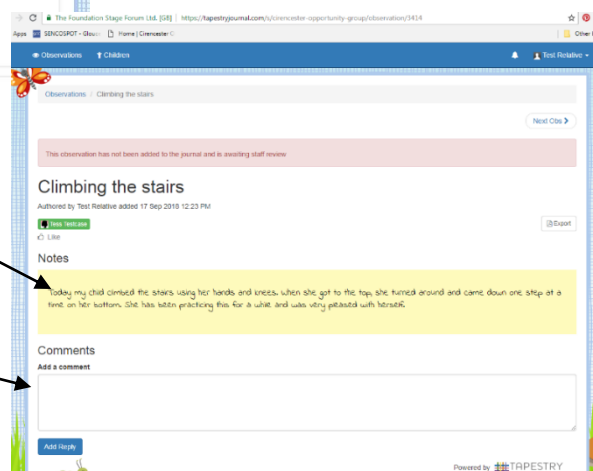 The Foundation Stage Forum Ltd. [GB] | https://tapestryjournal.com/s/cirencester-opportunity-group/observation/3414
Apps SENCOSPOT - Glouc Home | Cirencester O Other
Observations Children Test Relative
Observations / Climbing the stairs
Next Obs >
This observation has not been added to the journal and is awaiting staff review
Climbing the stairs
Authored by Test Relative added 17 Sep 2018 12:23 PM
Tess Testcase Export
Like
Notes
Today my child climbed the stairs using her hands and knees. When she got to the top, she turned around and came down one step at a
time on her bottom. She has been practicing this for a while and was very pleased with herself.
Comments
Add a comment
Add Reply
Powered by TAPESTRY